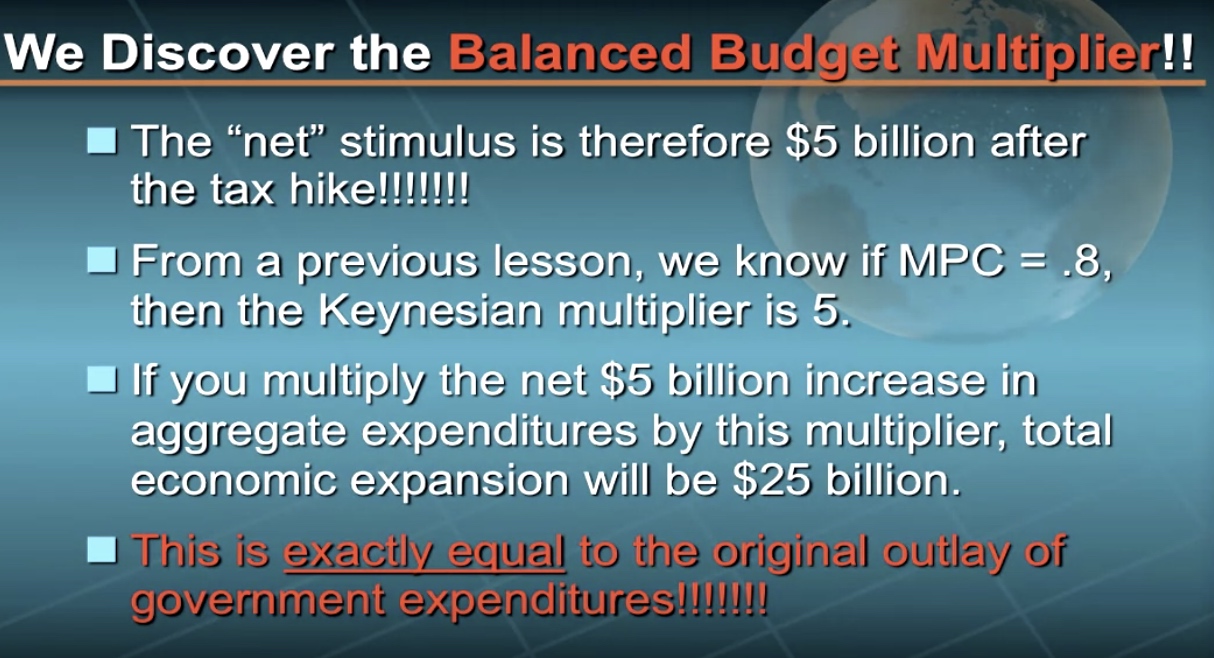 We Discover the Balanced Budget Multiplier!!
The “net” stimulus is therefore $5 billion after
the tax hike!!!!!!!
From a previous lesson, we know if MPC = .8,
then the Keynesian multiplier is 5.
If you multiply the net $5 billion increase in
aggregate expenditures by this multiplier, total
economic expansion will be $25 billion.
This is exactly equal to the original outlay of
government expenditures!!!!!!!